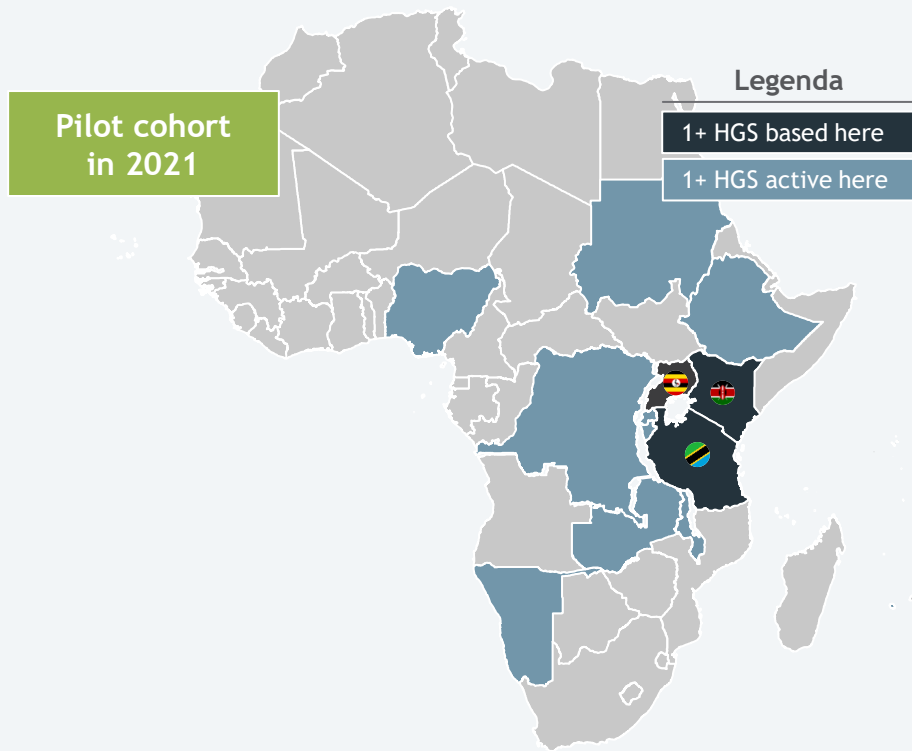 Pilot cohort
in 2021
Legenda
1+ HGS based here
1+ HGS active here